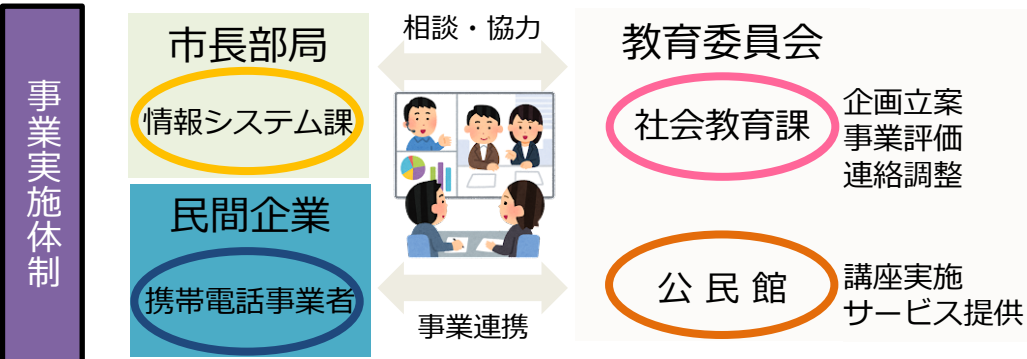 事業実施体制
市長部局
情報システム課
民間企業
携帯電話事業者
相談・協力
事業連携
教育委員会
社会教育課
企画立案
事業評価
連絡調整
公民館
講座実施
サービス提供